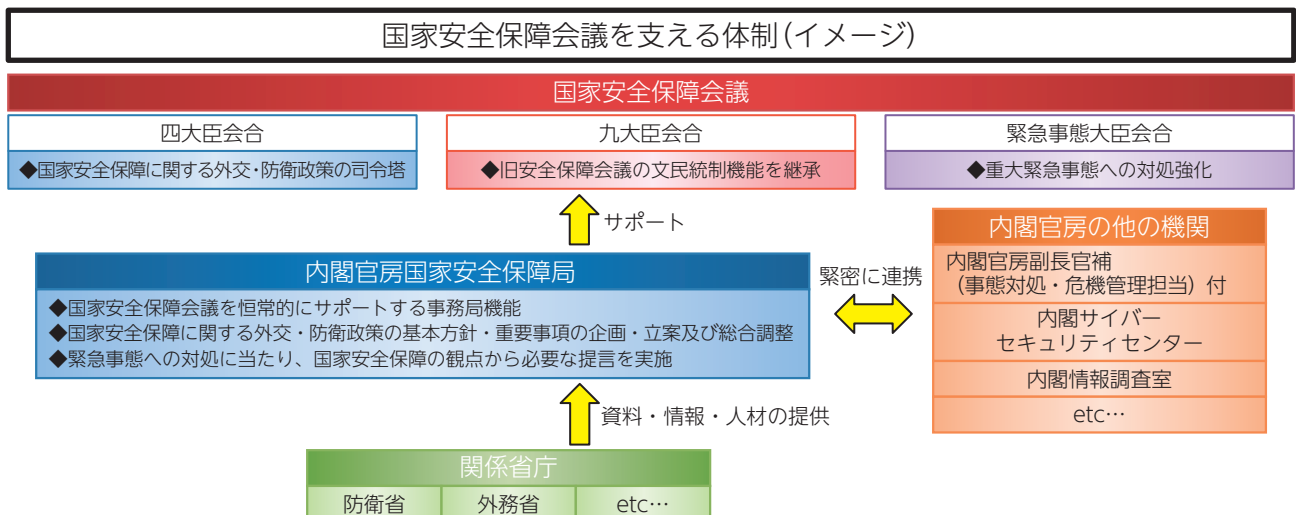 国家安全保障会議を支える体制(イメージ)
国家安全保障会議
四大臣会合
◆国家安全保障に関する外交・防衛政策の司令塔
九大臣会合
◆旧安全保障会議の文民統制機能を継承
緊急事態大臣会合
◆重大緊急事態への対処強化
サポート
内閣官房国家安全保障局
◆国家安全保障会議を恒常的にサポートする事務局機能
◆国家安全保障に関する外交・防衛政策の基本方針・重要事項の企画・立案及び総合調整
◆緊急事態への対処に当たり、国家安全保障の観点から必要な提言を実施
緊密に連携
内閣官房の他の機関
内閣官房副長官補
(事態対処・危機管理担当)付
内閣サイバー
セキュリティセンター
内閣情報調査室
etc…
資料・情報・人材の提供
関係省庁
防衛省
外務省
etc…